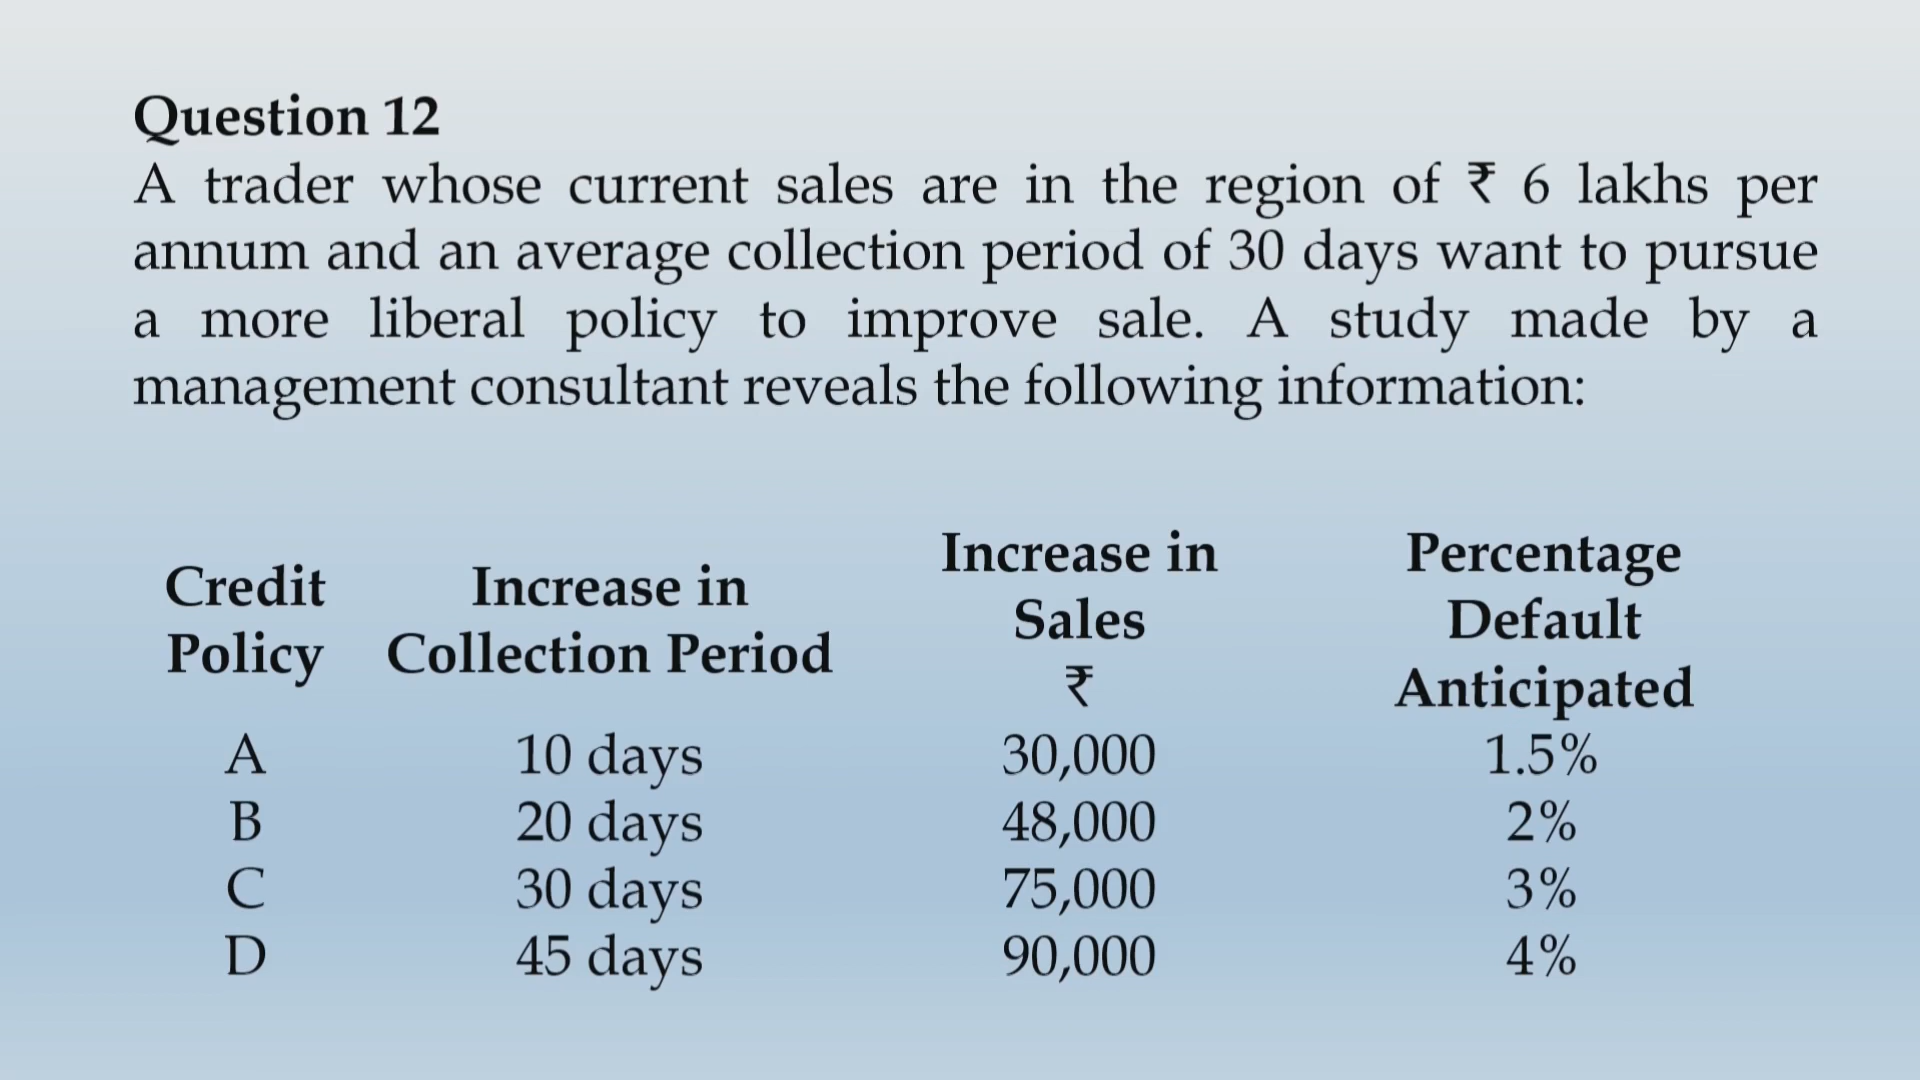 Question 12
A trader whose current sales are in the region of ₹ 6 lakhs per
annum and an average collection period of 30 days want to pursue
a more liberal policy to improve sale. A study made by a
management consultant reveals the following information:
Credit Policy Increase in Collection Period Increase in Sales ₹ Percentage Default Anticipated
A 10 days 30,000 1.5%
B 20 days 48,000 2%
C 30 days 75,000 3%
D 45 days 90,000 4%